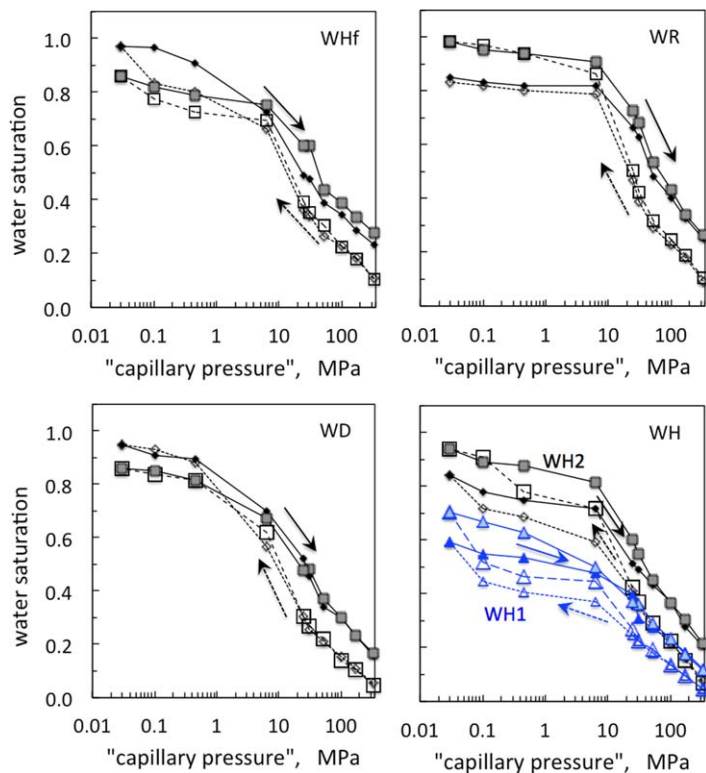 WHf
WR
water saturation
1.0
0.8
0.6
0.4
0.2
0.0
0.01 0.1 1 10 100
0.01 0.1 1 10 100
"capillary pressure", MPa
"capillary pressure", MPa
WD
WH
WH2
WH1
water saturation
1.0
0.8
0.6
0.4
0.2
0.0
0.01 0.1 1 10 100
0.01 0.1 1 10 100
"capillary pressure", MPa
"capillary pressure", MPa